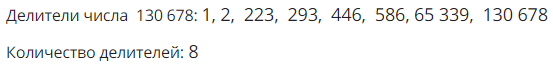 Делители числа 130 678: 1, 2, 223, 293, 446, 586, 65 339, 130 678
Количество делителей: 8